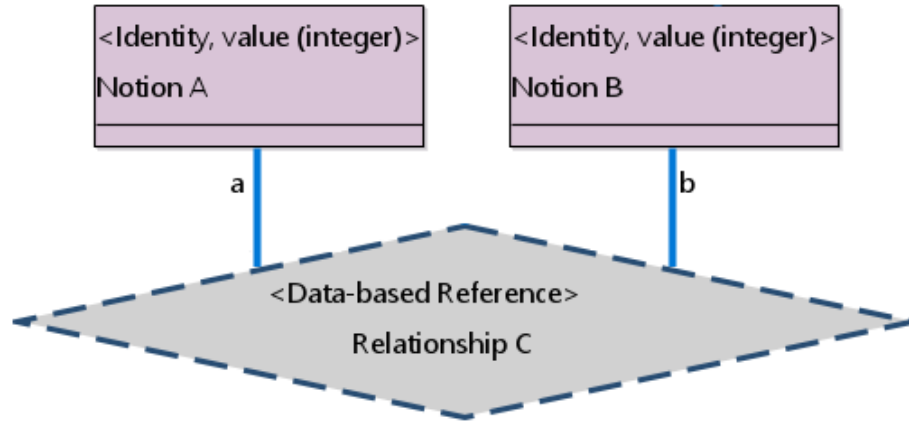 <Identity, value (integer)>
Notion A
<Identity, value (integer)>
Notion B
a
b
<Data-based Reference>
Relationship C